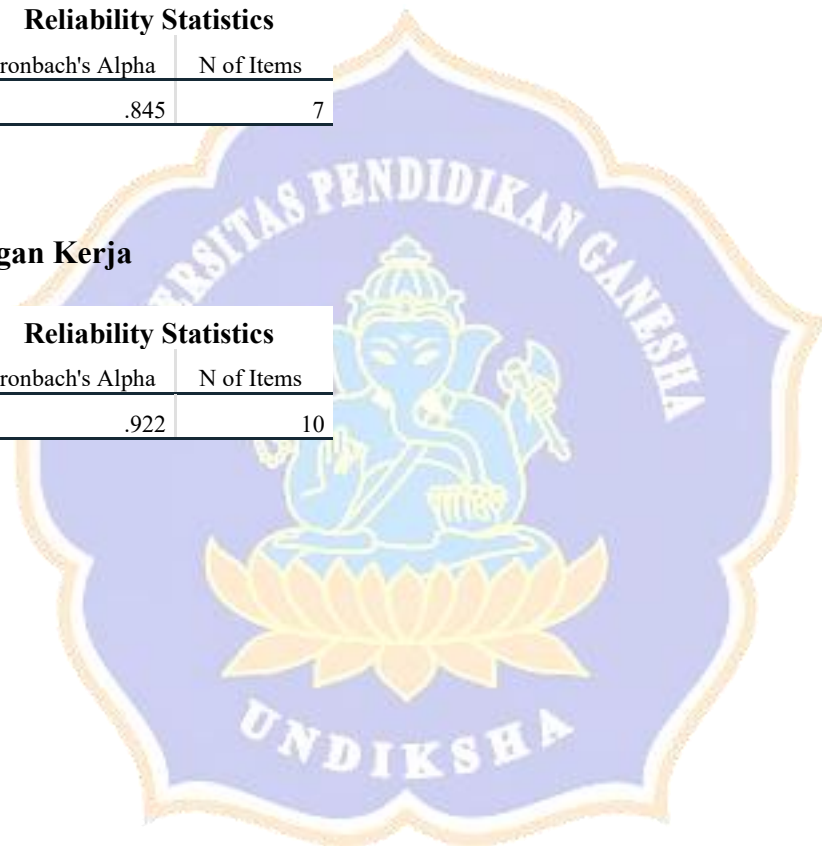 Reliability Statistics
ronbach's Alpha N of Items
.845 7
gan Kerja
Reliability Statistics
ronbach's Alpha N of Items
.922 10
ERSITAS PENDIDIKAN GANESHA
UNDIKSHA